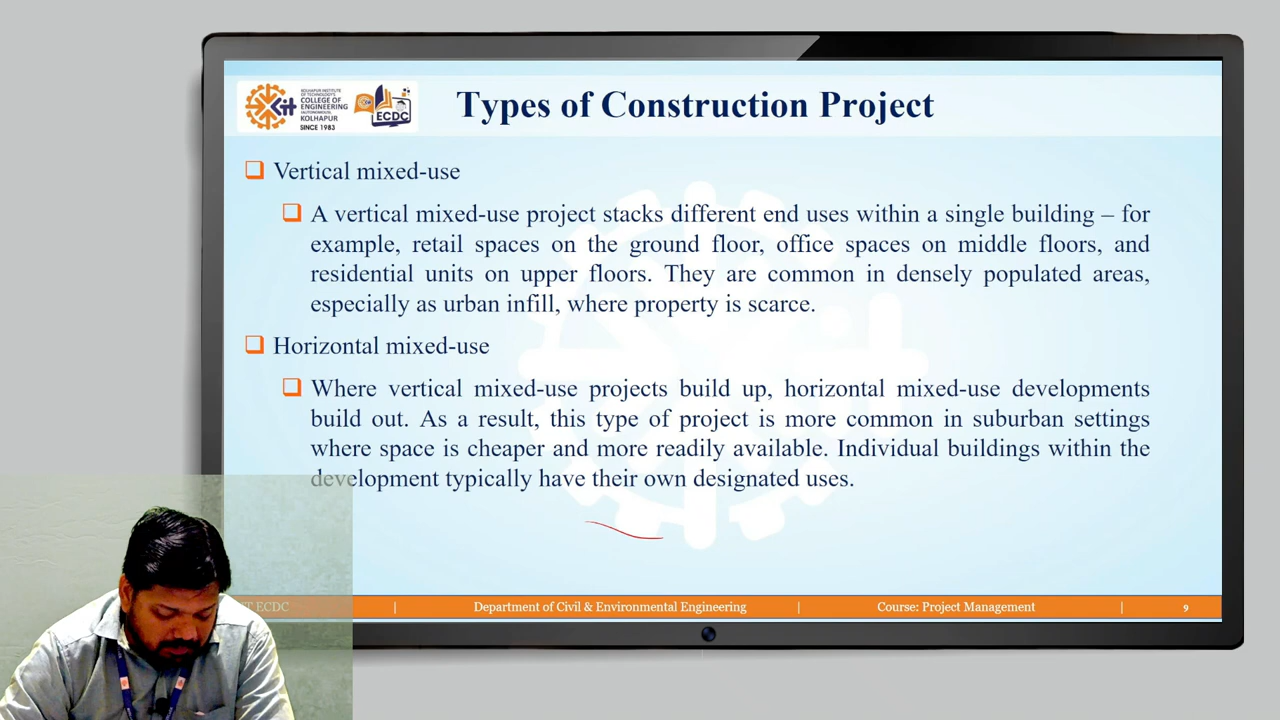 KOLHAPUR INSTITUTE
OF TECHNOLOGY'S
COLLEGE OF
ENGINEERING
(AUTONOMOUS),
KOLHAPUR
SINCE 1983
ECDC
Types of Construction Project
Vertical mixed-use
A vertical mixed-use project stacks different end uses within a single building – for
example, retail spaces on the ground floor, office spaces on middle floors, and
residential units on upper floors. They are common in densely populated areas,
especially as urban infill, where property is scarce.
Horizontal mixed-use
Where vertical mixed-use projects build up, horizontal mixed-use developments
build out. As a result, this type of project is more common in suburban settings
where space is cheaper and more readily available. Individual buildings within the
development typically have their own designated uses.
ECDC | Department of Civil & Environmental Engineering | Course: Project Management | 9